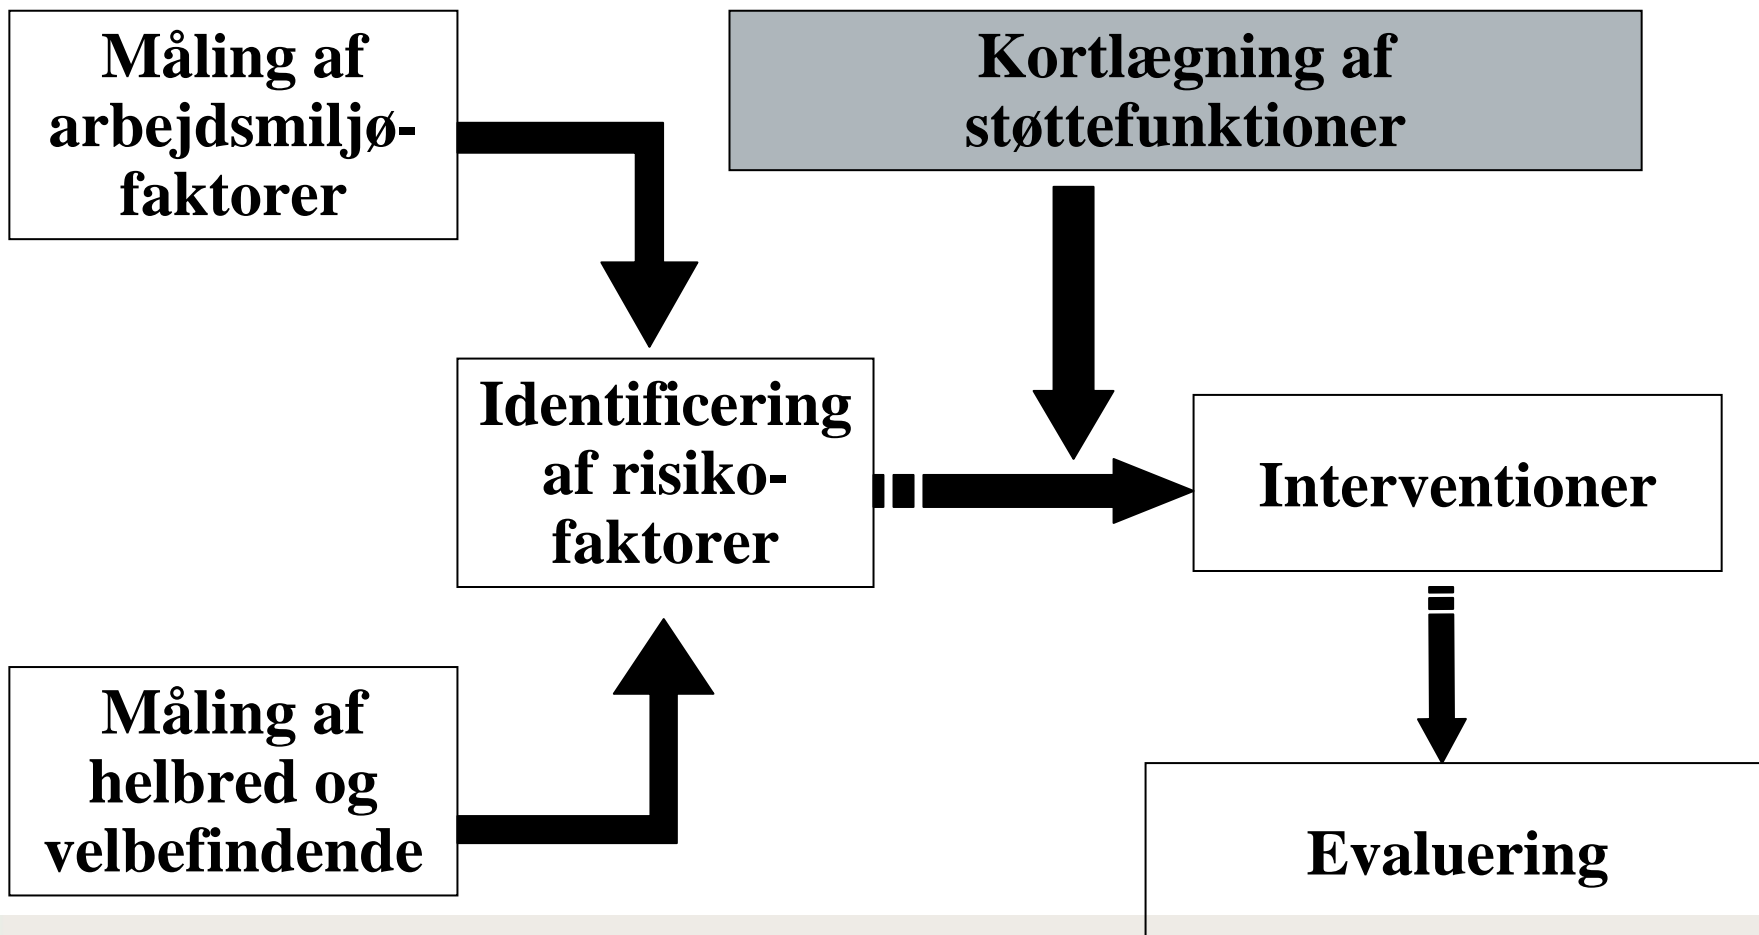 Måling af
arbejdsmiljø-
faktorer
Kortlægning af
støttefunktioner
Identificering
af risiko-
faktorer
Interventioner
Måling af
helbred og
velbefindende
Evaluering